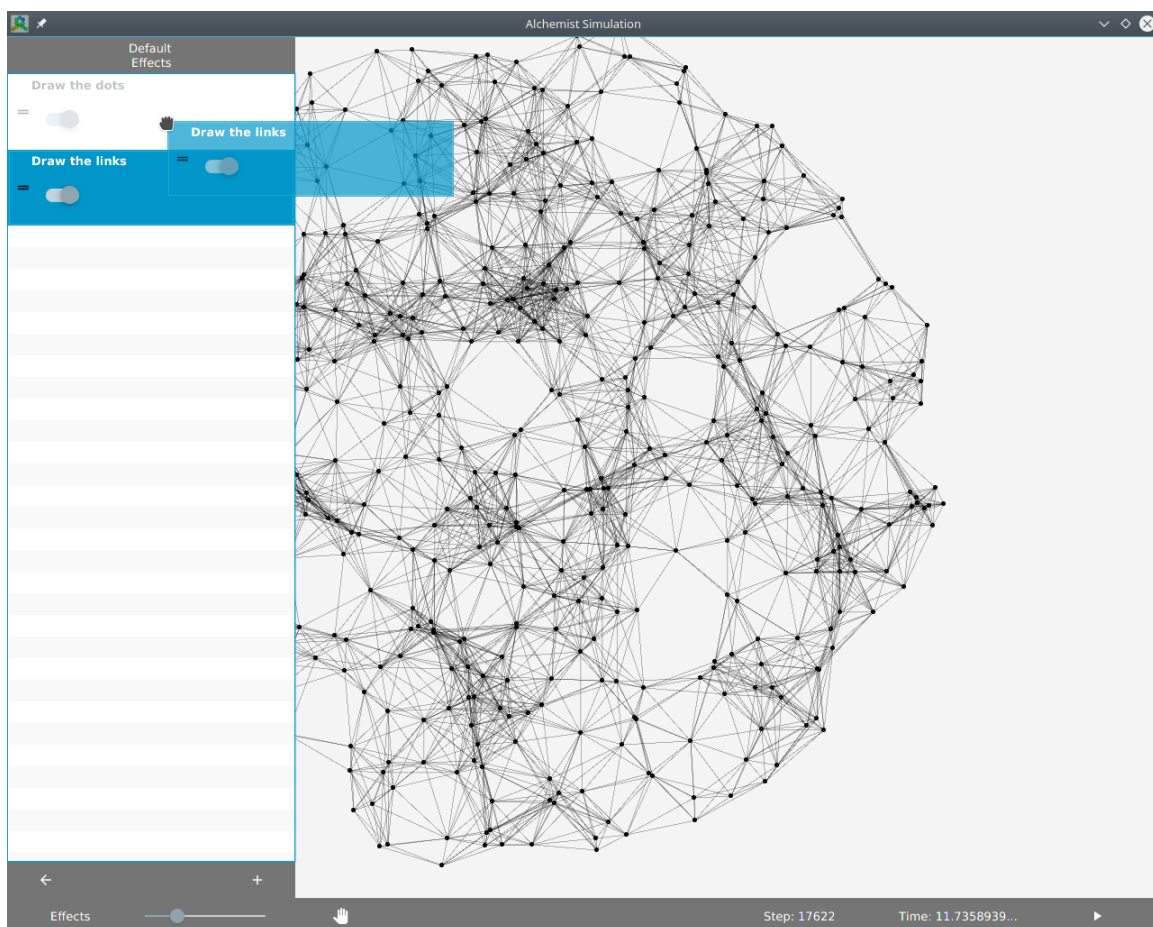 Alchemist Simulation
Default
Effects
Draw the dots
Draw the links
Draw the links
Effects
Step: 17622
Time: 11.7358939...